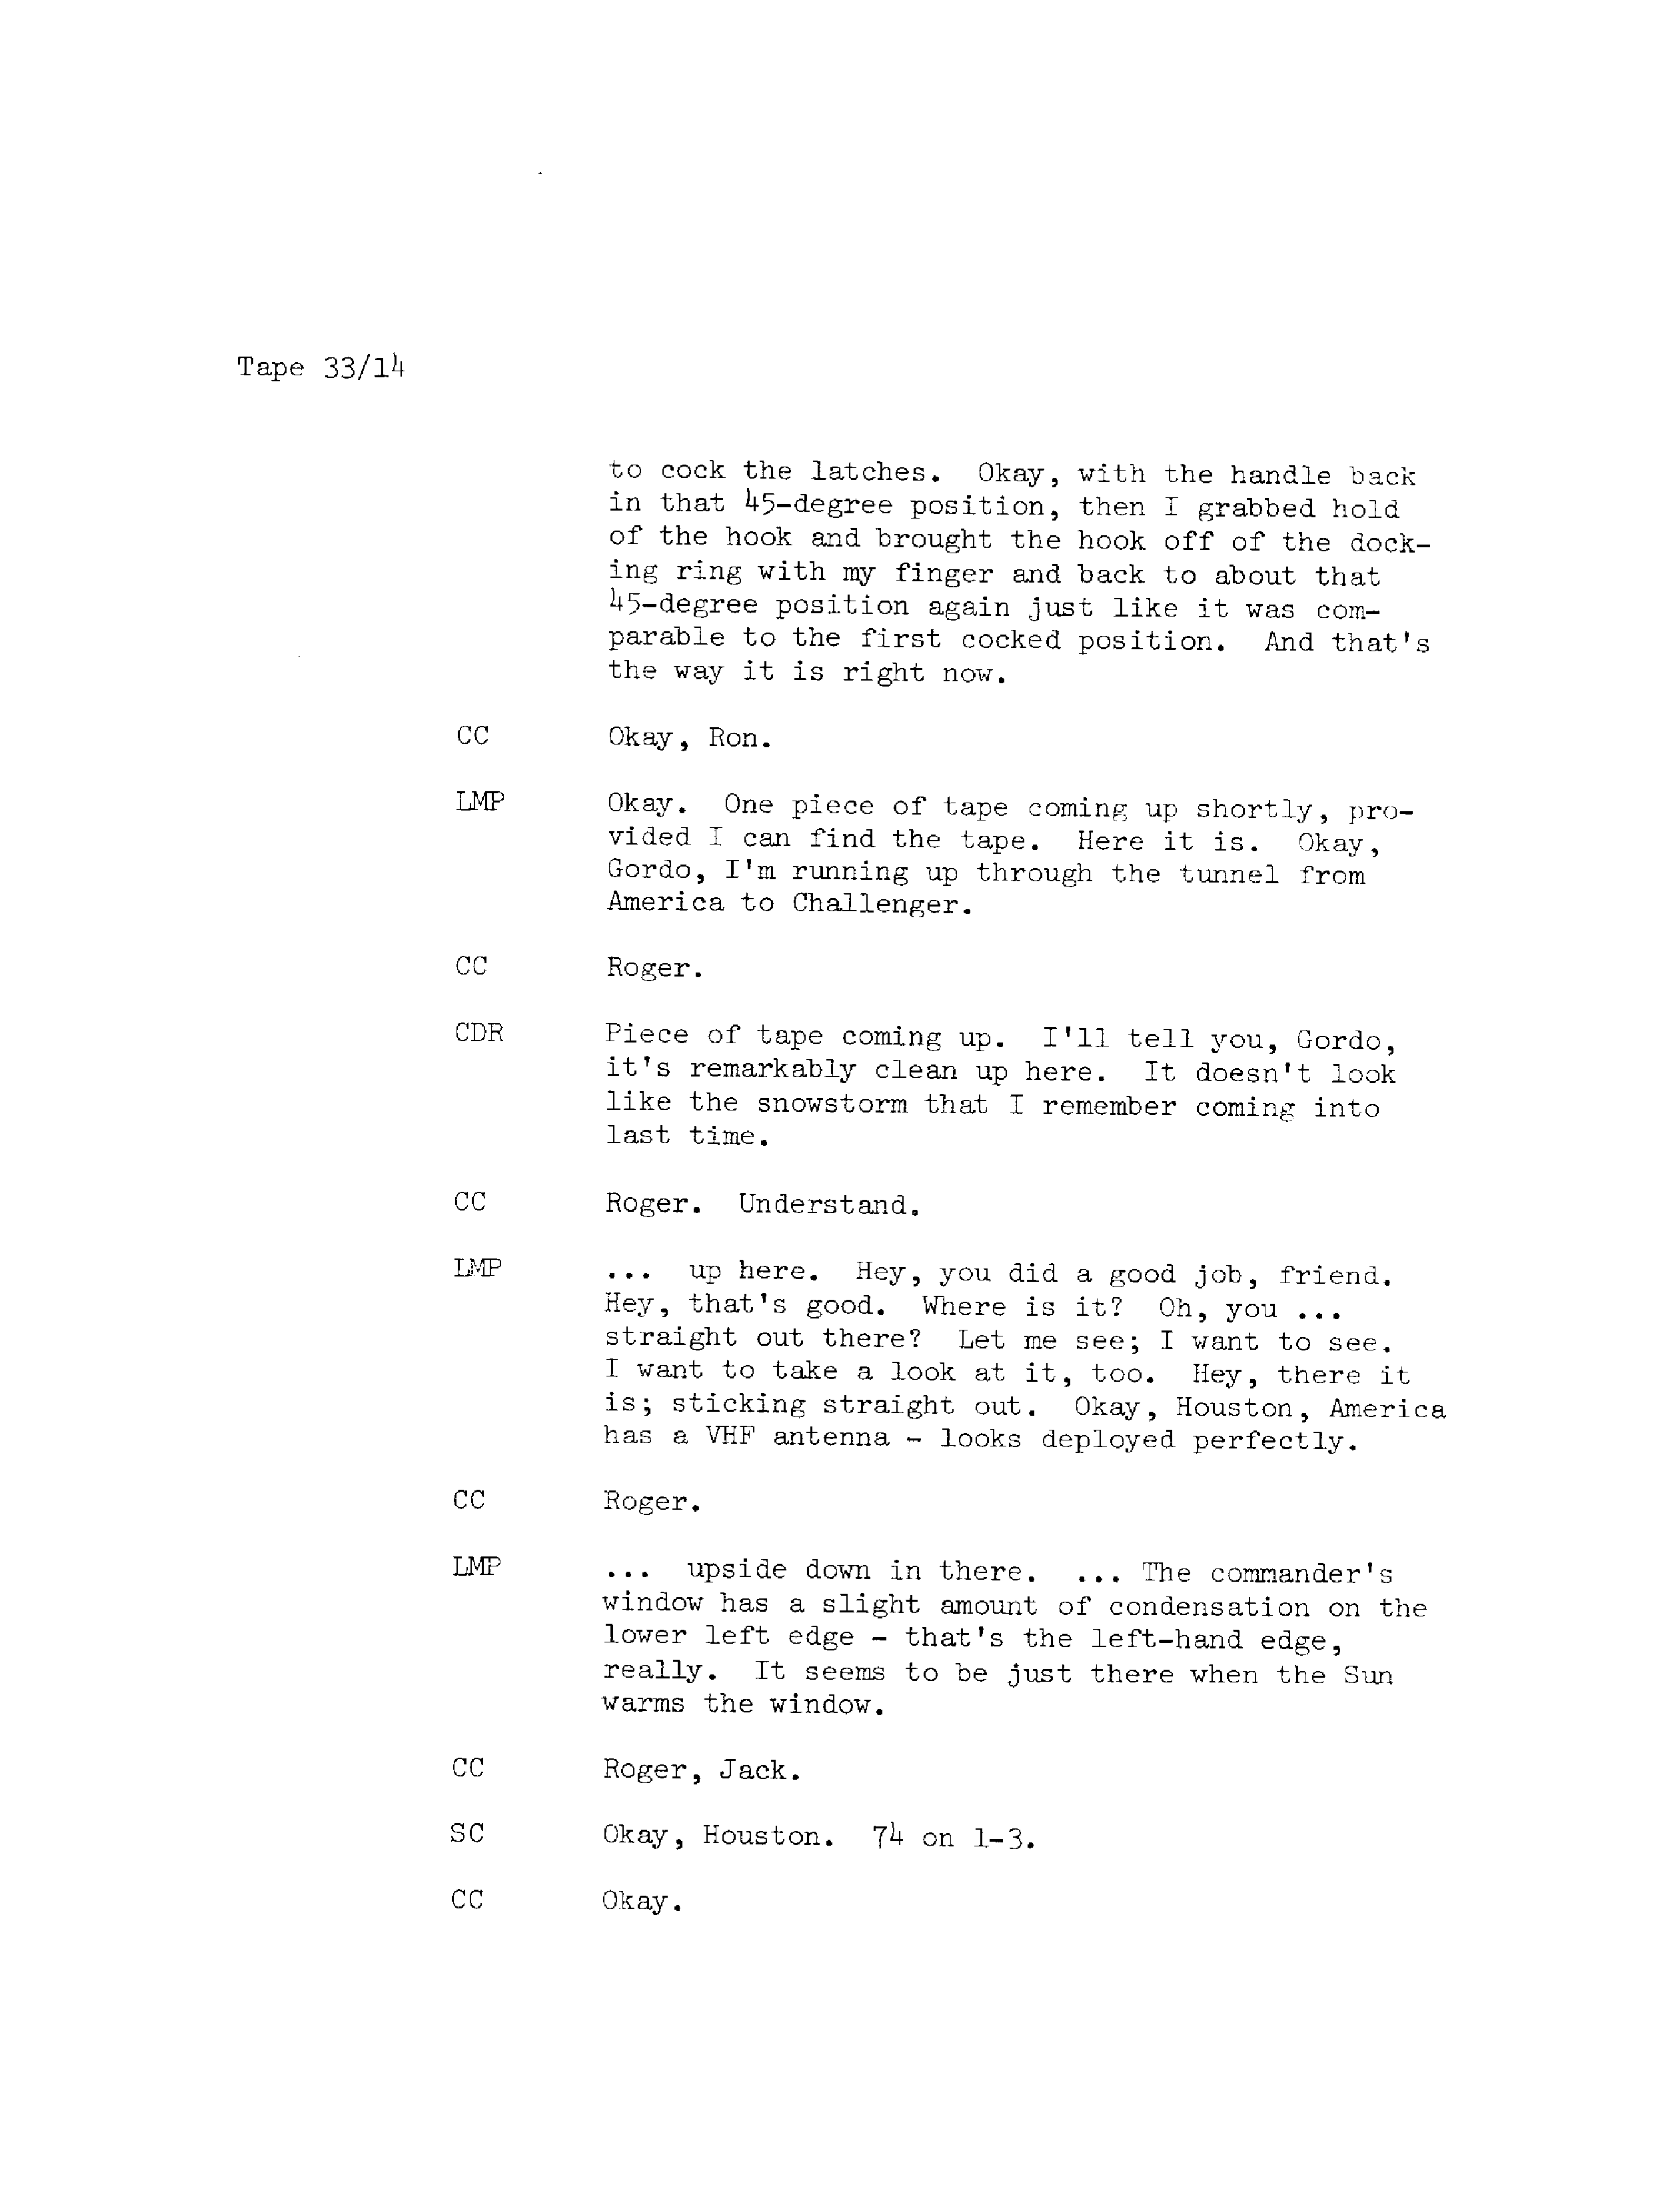 Tape 33/14
to cock the latches. Okay, with the handle back
in that 45-degree position, then I grabbed hold
of the hook and brought the hook off of the dock-
ing ring with my finger and back to about that
45-degree position again just like it was com-
parable to the first cocked position. And that's
the way it is right now.
CC Okay, Ron.
LMP Okay. One piece of tape coming up shortly, pro-
vided I can find the tape. Here it is. Okay,
Gordo, I'm running up through the tunnel from
America to Challenger.
CC Roger.
CDR Piece of tape coming up. I'll tell you, Gordo,
it's remarkably clean up here. It doesn't look
like the snowstorm that I remember coming into
last time.
CC Roger. Understand.
LMP ... up here. Hey, you did a good job, friend.
Hey, that's good. Where is it? Oh, you ...
straight out there? Let me see; I want to see.
I want to take a look at it, too. Hey, there it
is; sticking straight out. Okay, Houston, America
has a VHF antenna - looks deployed perfectly.
CC Roger.
LMP ... upside down in there. ... The commander's
window has a slight amount of condensation on the
lower left edge - that's the left-hand edge,
really. It seems to be just there when the Sun
warms the window.
CC Roger, Jack.
SC Okay, Houston. 74 on 1-3.
CC Okay.